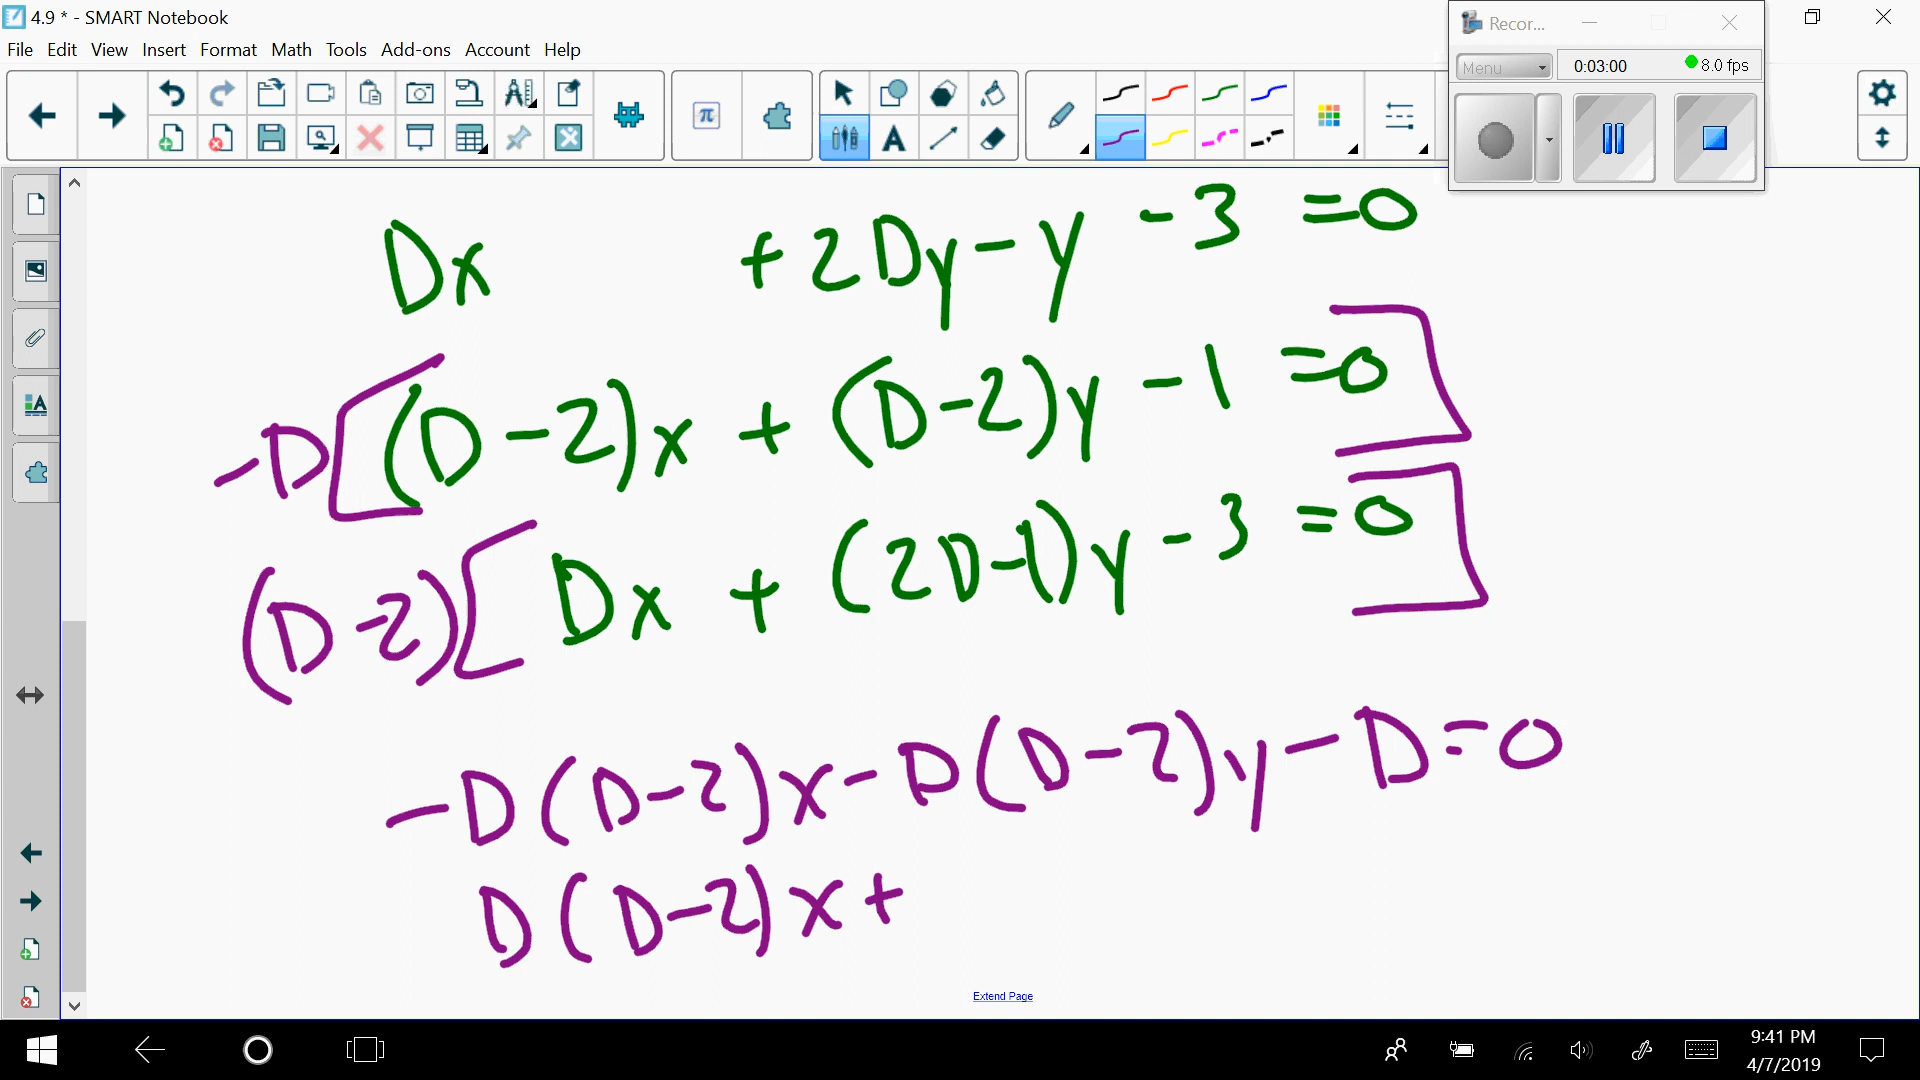 4.9 * - SMART Notebook
Recor...
File Edit View Insert Format Math Tools Add-ons Account Help
Menu 0:03:00 8.0 fps
π
A
Dx + 2Dy - y - 3 = 0
-D[(D - 2)x + (D - 2)y - 1 = 0]
(D - 2)[Dx + (2D - 1)y - 3 = 0]
-D(D - 2)x - D(D - 2)y - D = 0
D(D - 2)x +
Extend Page
9:41 PM
4/7/2019